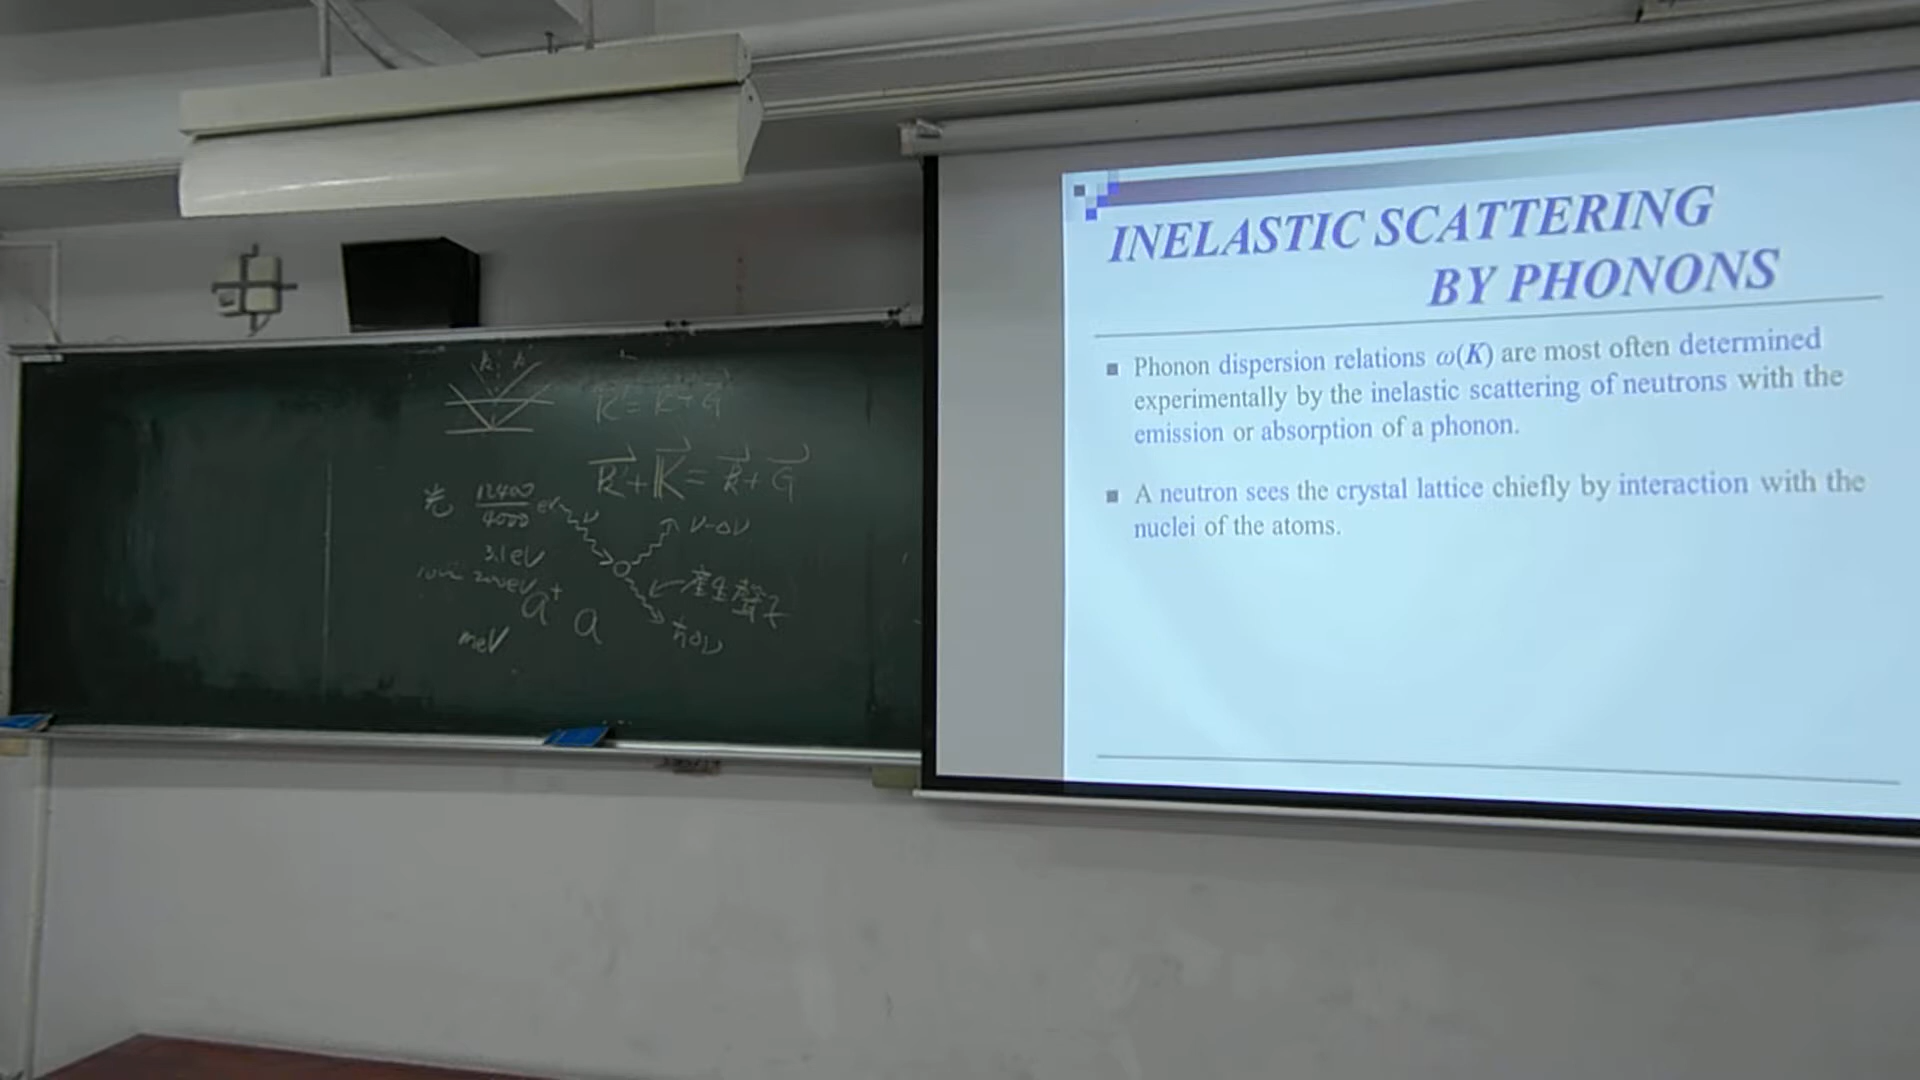 k k'
k' = k + G
k' + K = k + G
光 12400
4000 eV
ν
ν-Δν
3.1eV
產生聲子
a⁺ a
meV
ħΔν
INELASTIC SCATTERING
BY PHONONS
Phonon dispersion relations ω(K) are most often determined
experimentally by the inelastic scattering of neutrons with the
emission or absorption of a phonon.
A neutron sees the crystal lattice chiefly by interaction with the
nuclei of the atoms.